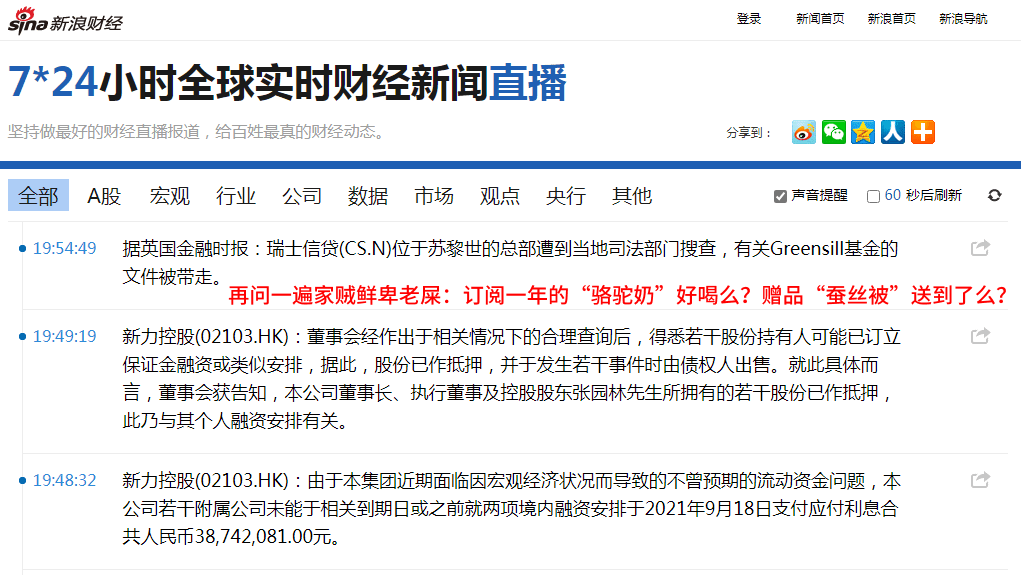 sina新浪财经
登录 新闻首页 新浪首页 新浪导航
7*24小时全球实时财经新闻直播
坚持做最好的财经直播报道，给百姓最真的财经动态。
分享到：
全部 A股 宏观 行业 公司 数据 市场 观点 央行 其他
声音提醒 60 秒后刷新
19:54:49 据英国金融时报：瑞士信贷(CS.N)位于苏黎世的总部遭到当地司法部门搜查，有关Greensill基金的
文件被带走。
再问一遍家贼鲜卑老屎：订阅一年的“骆驼奶”好喝么？赠品“蚕丝被”送到了么？
19:49:19 新力控股(02103.HK)：董事会经作出于相关情况下的合理查询后，得悉若干股份持有人可能已订立
保证金融资或类似安排，据此，股份已作抵押，并于发生若干事件时由债权人出售。就此具体而
言，董事会获告知，本公司董事长、执行董事及控股股东张园林先生所拥有的若干股份已作抵押，
此乃与其个人融资安排有关。
19:48:32 新力控股(02103.HK)：由于本集团近期面临因宏观经济状况而导致的不曾预期的流动资金问题，本
公司若干附属公司未能于相关到期日或之前就两项境内融资安排于2021年9月18日支付应付利息合
共人民币38,742,081.00元。